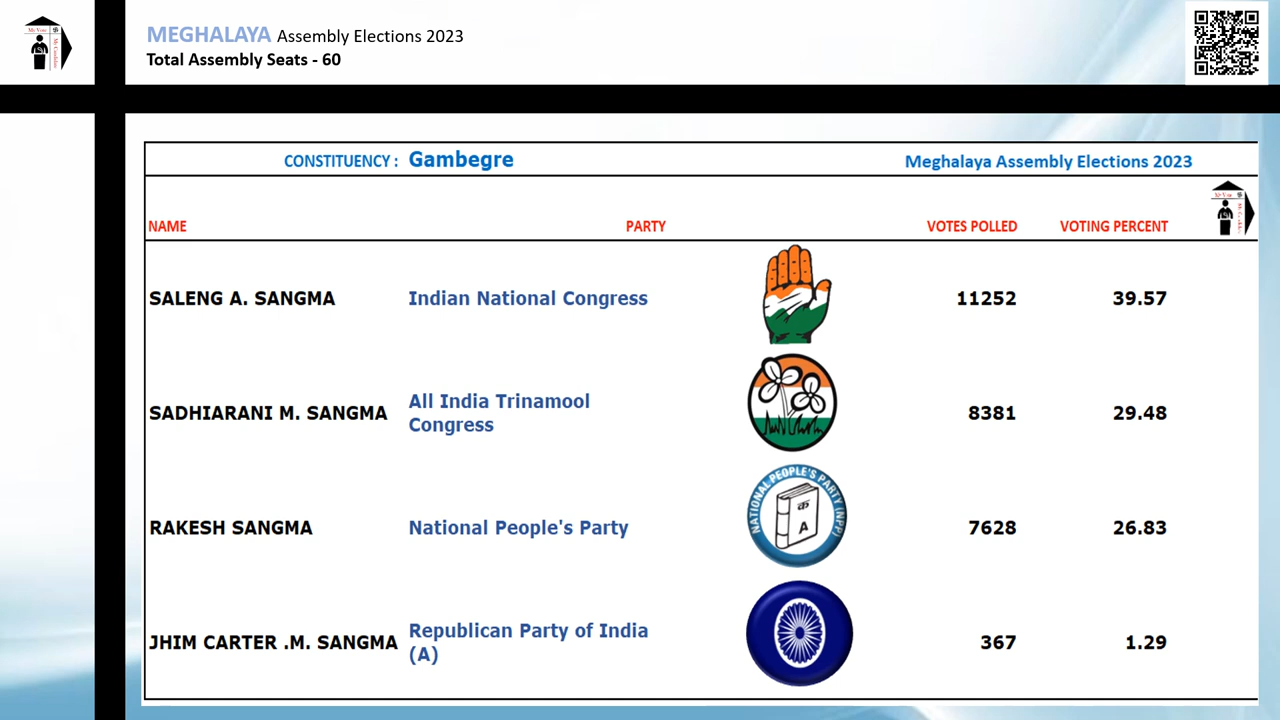 MEGHALAYA Assembly Elections 2023
Total Assembly Seats - 60
CONSTITUENCY : Gambegre
Meghalaya Assembly Elections 2023
NAME PARTY VOTES POLLED VOTING PERCENT
SALENG A. SANGMA Indian National Congress 11252 39.57
SADHIARANI M. SANGMA All India Trinamool Congress 8381 29.48
RAKESH SANGMA National People's Party 7628 26.83
NATIONAL PEOPLE'S PARTY (NPP)
क
A
JHIM CARTER .M. SANGMA Republican Party of India (A) 367 1.29